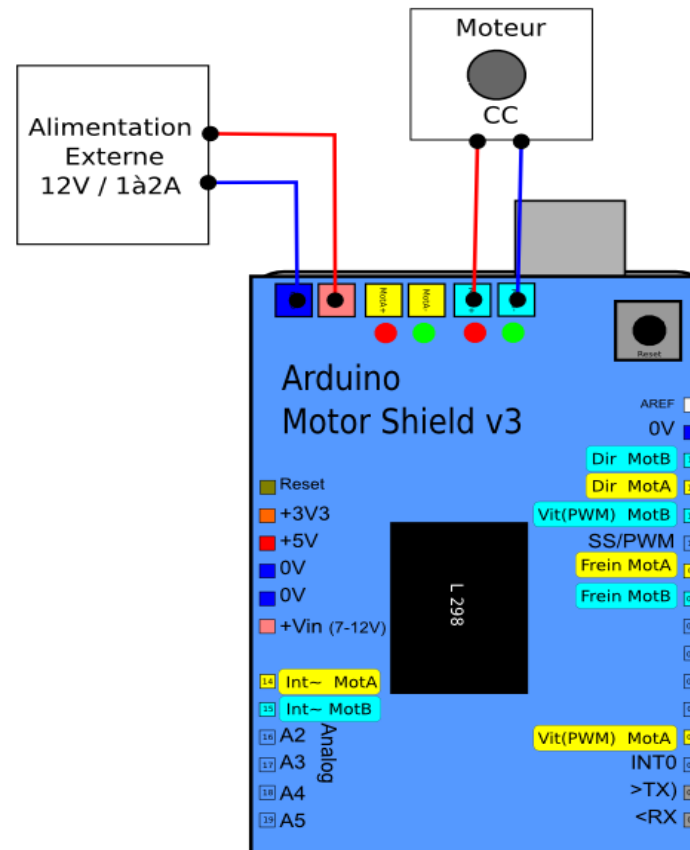 Moteur
CC
Alimentation
Externe
12V / 1à2A
MotA+
MotA-
Reset
Arduino
Motor Shield v3
AREF
0V
Dir MotB
Dir MotA
Vit(PWM) MotB
SS/PWM
Frein MotA
Frein MotB
Reset
+3V3
+5V
0V
0V
+Vin (7-12V)
L 298
14 Int~ MotA
15 Int~ MotB
16 A2
17 A3
18 A4
19 A5
Analog
Vit(PWM) MotA
INT0
>TX)
<RX